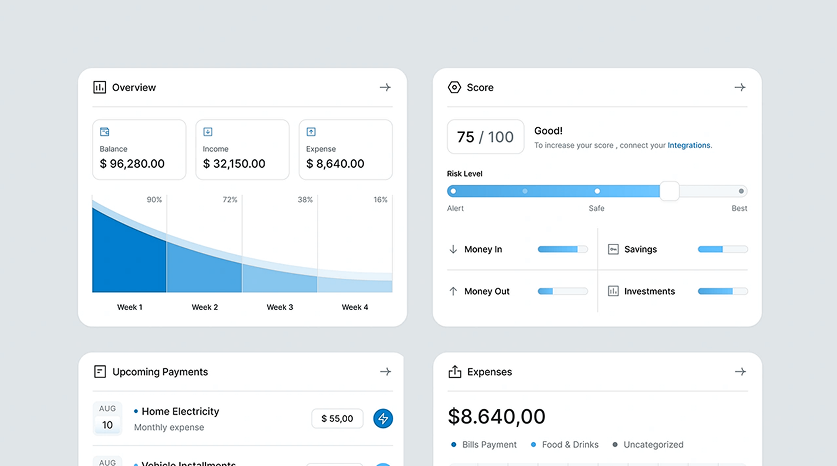 Overview
Balance
$ 96,280.00
Income
$ 32,150.00
Expense
$ 8,640.00
90%
72%
38%
16%
Week 1
Week 2
Week 3
Week 4
Score
75 / 100
Good!
To increase your score , connect your Integrations.
Risk Level
Alert
Safe
Best
Money In
Savings
Money Out
Investments
Upcoming Payments
AUG
10
Home Electricity
Monthly expense
$ 55,00
AUG
Vehicle Installments
Expenses
$8.640,00
Bills Payment
Food & Drinks
Uncategorized